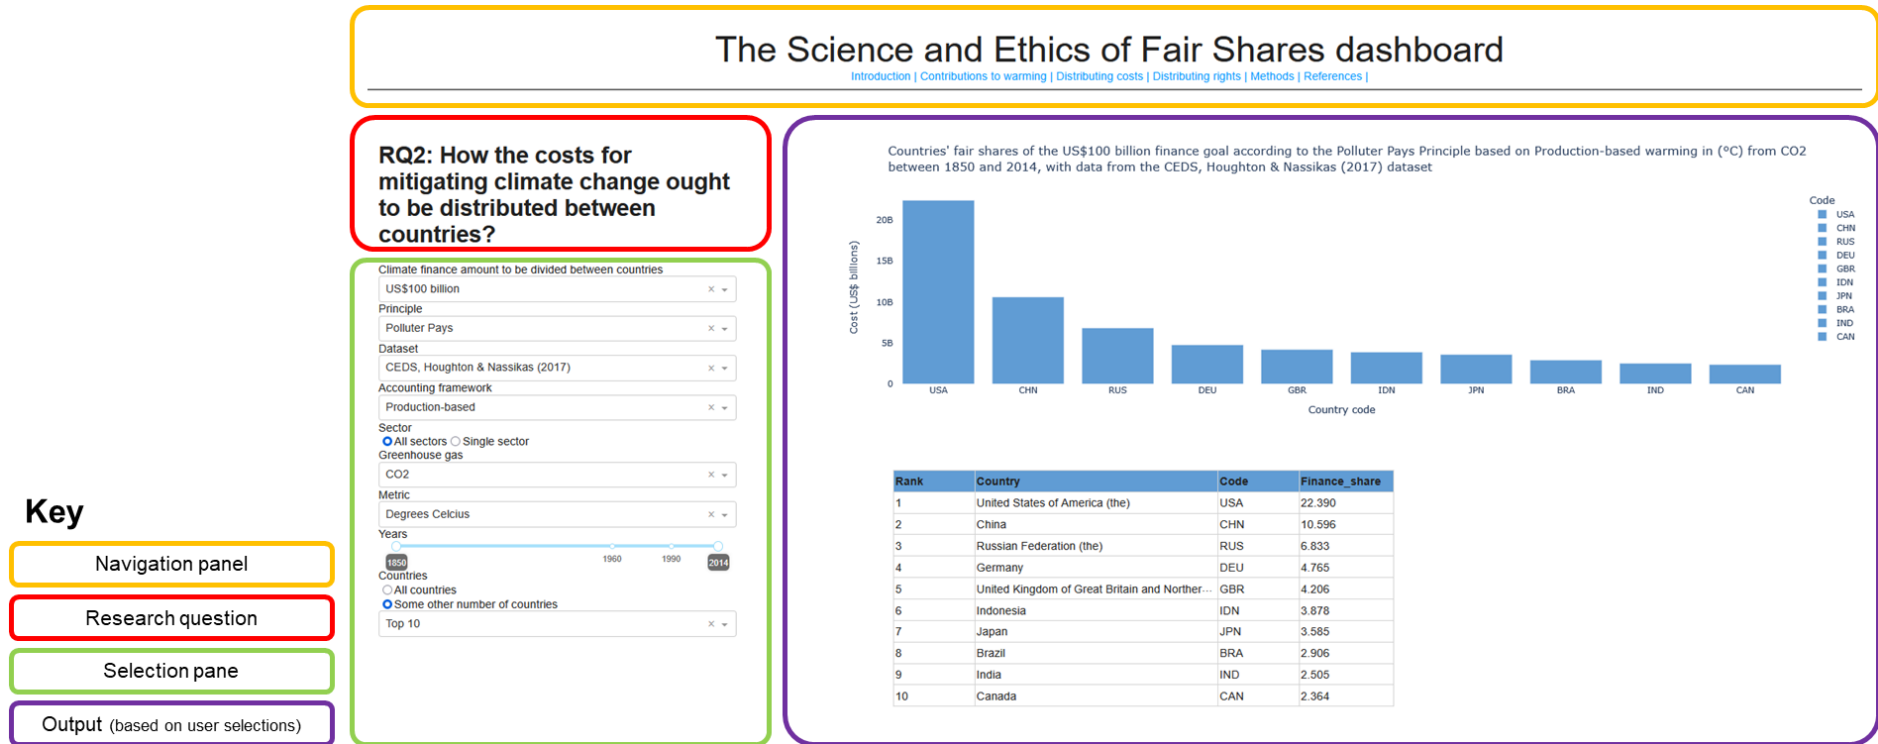 The Science and Ethics of Fair Shares dashboard
Introduction | Contributions to warming | Distributing costs | Distributing rights | Methods | References |
RQ2: How the costs for
mitigating climate change ought
to be distributed between
countries?
Climate finance amount to be divided between countries
US$100 billion
Principle
Polluter Pays
Dataset
CEDS, Houghton & Nassikas (2017)
Accounting framework
Production-based
Sector
All sectors Single sector
Greenhouse gas
CO2
Metric
Degrees Celcius
Years
1850 1960 1990 2014
Countries
All countries
Some other number of countries
Top 10
Countries' fair shares of the US$100 billion finance goal according to the Polluter Pays Principle based on Production-based warming in (°C) from CO2
between 1850 and 2014, with data from the CEDS, Houghton & Nassikas (2017) dataset
Cost (US$ billions)
20B
15B
10B
5B
0
USA CHN RUS DEU GBR IDN JPN BRA IND CAN
Country code
Code
USA
CHN
RUS
DEU
GBR
IDN
JPN
BRA
IND
CAN
Rank Country Code Finance_share
1 United States of America (the) USA 22.390
2 China CHN 10.596
3 Russian Federation (the) RUS 6.833
4 Germany DEU 4.765
5 United Kingdom of Great Britain and Norther... GBR 4.206
6 Indonesia IDN 3.878
7 Japan JPN 3.585
8 Brazil BRA 2.906
9 India IND 2.505
10 Canada CAN 2.364
Key
Navigation panel
Research question
Selection pane
Output (based on user selections)